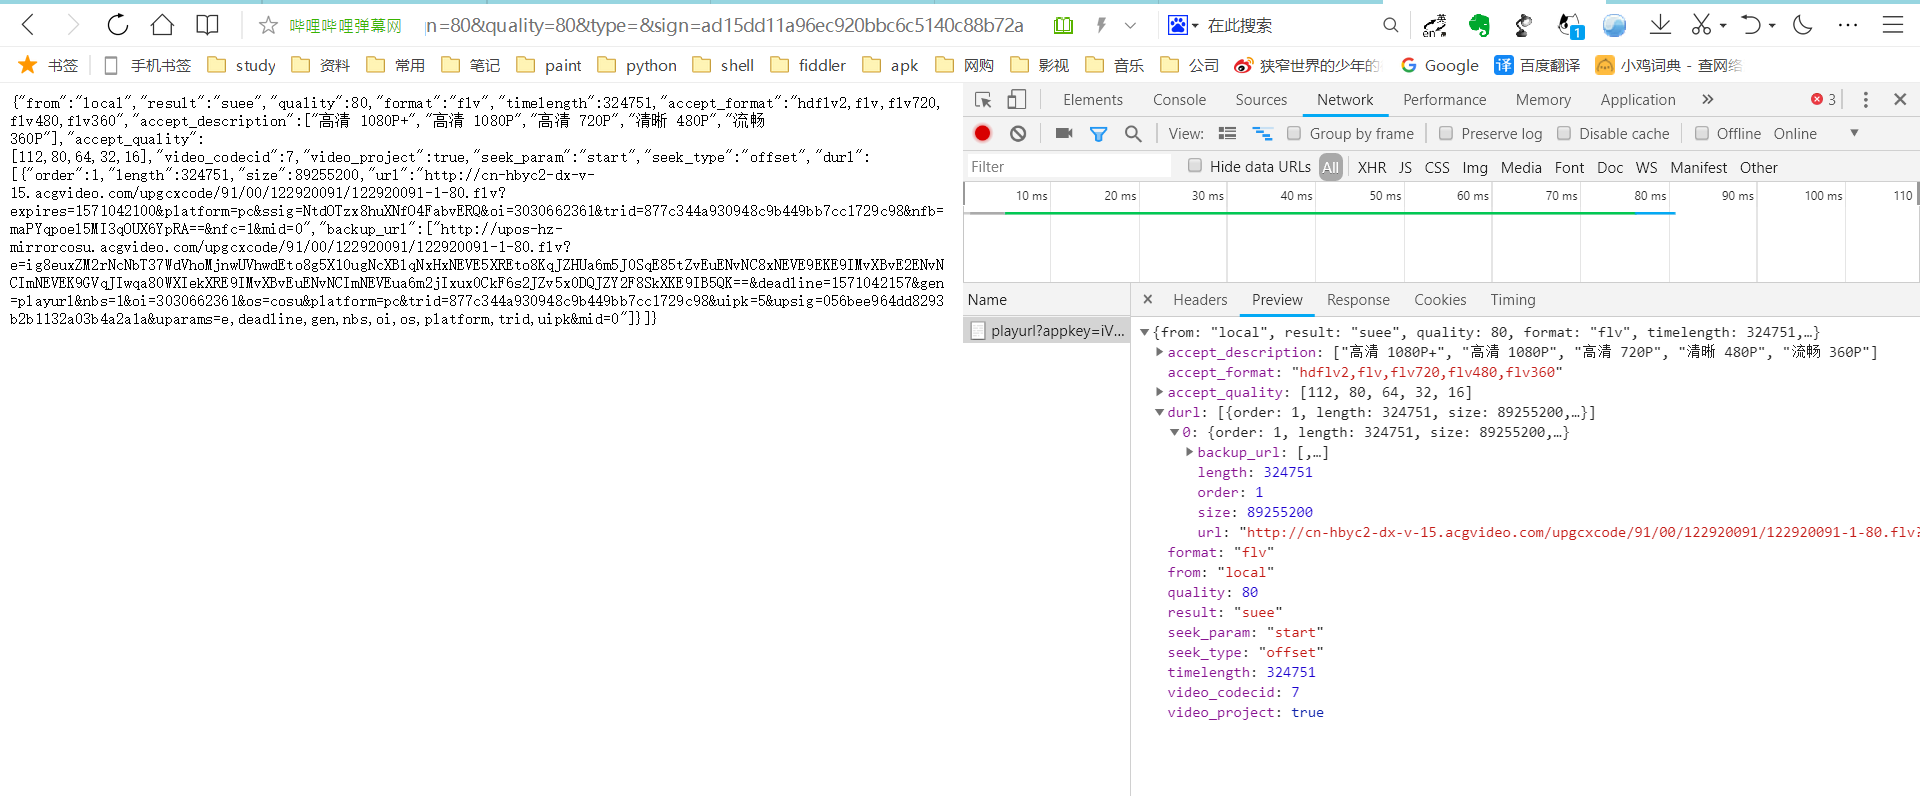 哔哩哔哩弹幕网 n=80&quality=80&type=&sign=ad15dd11a96ec920bbc6c5140c88b72a 在此搜索 英 en 1
书签 手机书签 study 资料 常用 笔记 paint python shell fiddler apk 网购 影视 音乐 公司 狭窄世界的少年的 Google 译 百度翻译 小鸡词典 - 查网络
{"from":"local","result":"suee","quality":80,"format":"flv","timelength":324751,"accept_format":"hdflv2,flv,flv720,
flv480,flv360","accept_description":["高清 1080P+","高清 1080P","高清 720P","清晰 480P","流畅
360P"],"accept_quality":
[112,80,64,32,16],"video_codecid":7,"video_project":true,"seek_param":"start","seek_type":"offset","durl":
[{"order":1,"length":324751,"size":89255200,"url":"http://cn-hbyc2-dx-v-
15.acgvideo.com/upgcxcode/91/00/122920091/122920091-1-80.flv?
expires=1571042100&platform=pc&ssig=NtdOTzx8huXNfO4FabvERQ&oi=3030662361&trid=877c344a930948c9b449bb7cc1729c98&nfb=
maPYqpoel5MI3qOUX6YpRA==&nfc=1&mid=0","backup_url":["http://upos-hz-
mirrorcosu.acgvideo.com/upgcxcode/91/00/122920091/122920091-1-80.flv?
e=ig8euxZM2rNcNbT37WdVhoMjnwUVhwdEto8g5X10ugNcXBlqNxHxNEVE5XREto8KqJZHUa6m5J0SqE85tZvEuENvNC8xNEVE9EKE9IMvXBvE2ENvN
CImNEVEK9GVqJIwqa80WXIekXRE9IMvXBvEuENvNCImNEVEua6m2jIxux0CkF6s2JZv5x0DQJZY2F8SkXKE9IB5QK==&deadline=1571042157&gen
=playurl&nbs=1&oi=3030662361&os=cosu&platform=pc&trid=877c344a930948c9b449bb7cc1729c98&uipk=5&upsig=056bee964dd8293
b2b1132a03b4a2a1a&uparams=e,deadline,gen,nbs,oi,os,platform,trid,uipk&mid=0"]}]}
Elements Console Sources Network Performance Memory Application » 3
View: Group by frame Preserve log Disable cache Offline Online
Filter Hide data URLs All XHR JS CSS Img Media Font Doc WS Manifest Other
10 ms 20 ms 30 ms 40 ms 50 ms 60 ms 70 ms 80 ms 90 ms 100 ms 110
Name Headers Preview Response Cookies Timing
playurl?appkey=iV...
{from: "local", result: "suee", quality: 80, format: "flv", timelength: 324751,…}
accept_description: ["高清 1080P+", "高清 1080P", "高清 720P", "清晰 480P", "流畅 360P"]
accept_format: "hdflv2,flv,flv720,flv480,flv360"
accept_quality: [112, 80, 64, 32, 16]
durl: [{order: 1, length: 324751, size: 89255200,…}]
0: {order: 1, length: 324751, size: 89255200,…}
backup_url: [,…]
length: 324751
order: 1
size: 89255200
url: "http://cn-hbyc2-dx-v-15.acgvideo.com/upgcxcode/91/00/122920091/122920091-1-80.flv?
format: "flv"
from: "local"
quality: 80
result: "suee"
seek_param: "start"
seek_type: "offset"
timelength: 324751
video_codecid: 7
video_project: true